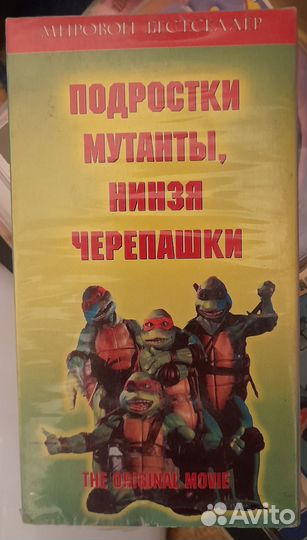 МИРОВОЙ БЕСТСЕЛЛЕР
ПОДРОСТКИ
МУТАНТЫ,
НИНЗЯ
ЧЕРЕПАШКИ
THE ORIGINAL MOVIE
Avito